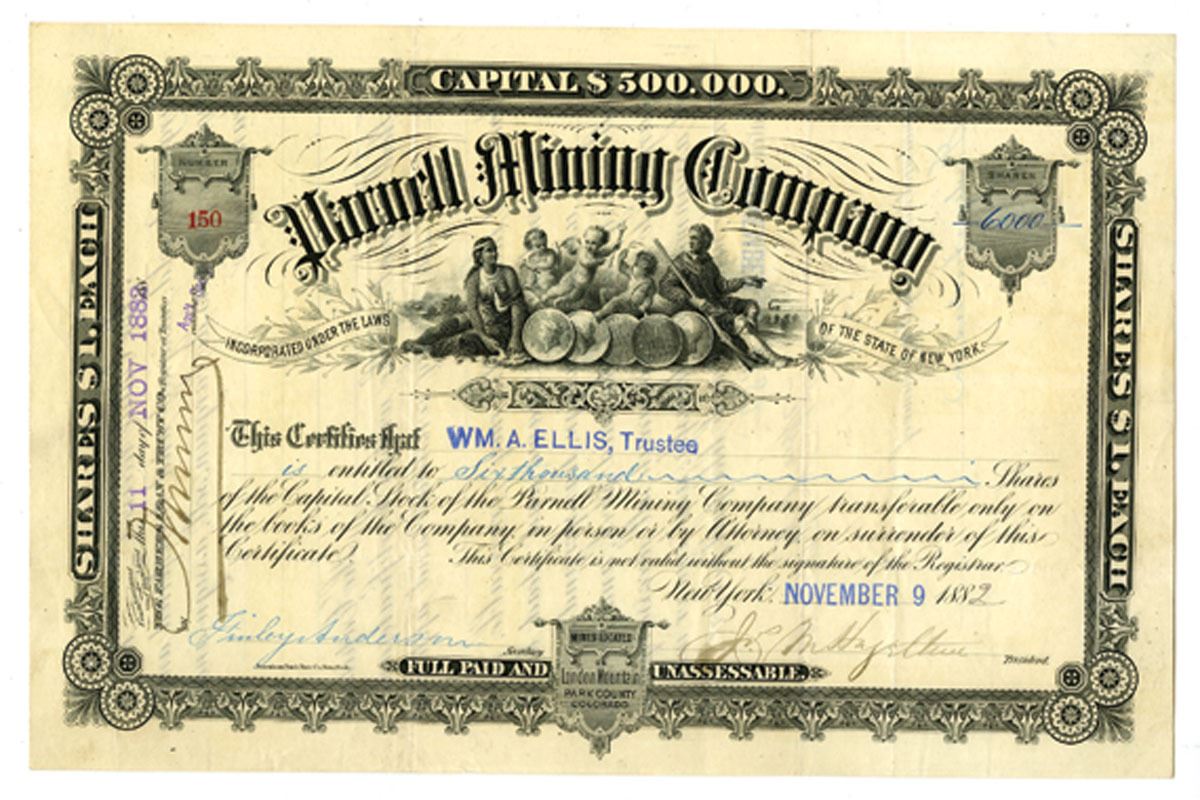 CAPITAL $ 500.000.
Parnell Mining Company
NUMBER
150
SHARES
6000
INCORPORATED UNDER THE LAWS
OF THE STATE OF NEW YORK.
SHARES $1. EACH
SHARES $1. EACH
This Certifies that WM. A. ELLIS, Trustee
is entitled to Six thousand Shares
of the Capital Stock of the Parnell Mining Company transferable only on
the books of the Company, in person or by Attorney, on surrender of this
Certificate. This Certificate is not valid without the signature of the Registrar
New York, NOVEMBER 9 1882
Finley Anderson Secretary
President
MINES LOCATED
London Mountain
PARK COUNTY
COLORADO
FULL PAID AND UNASSESSABLE
this 11 day of NOV 1882